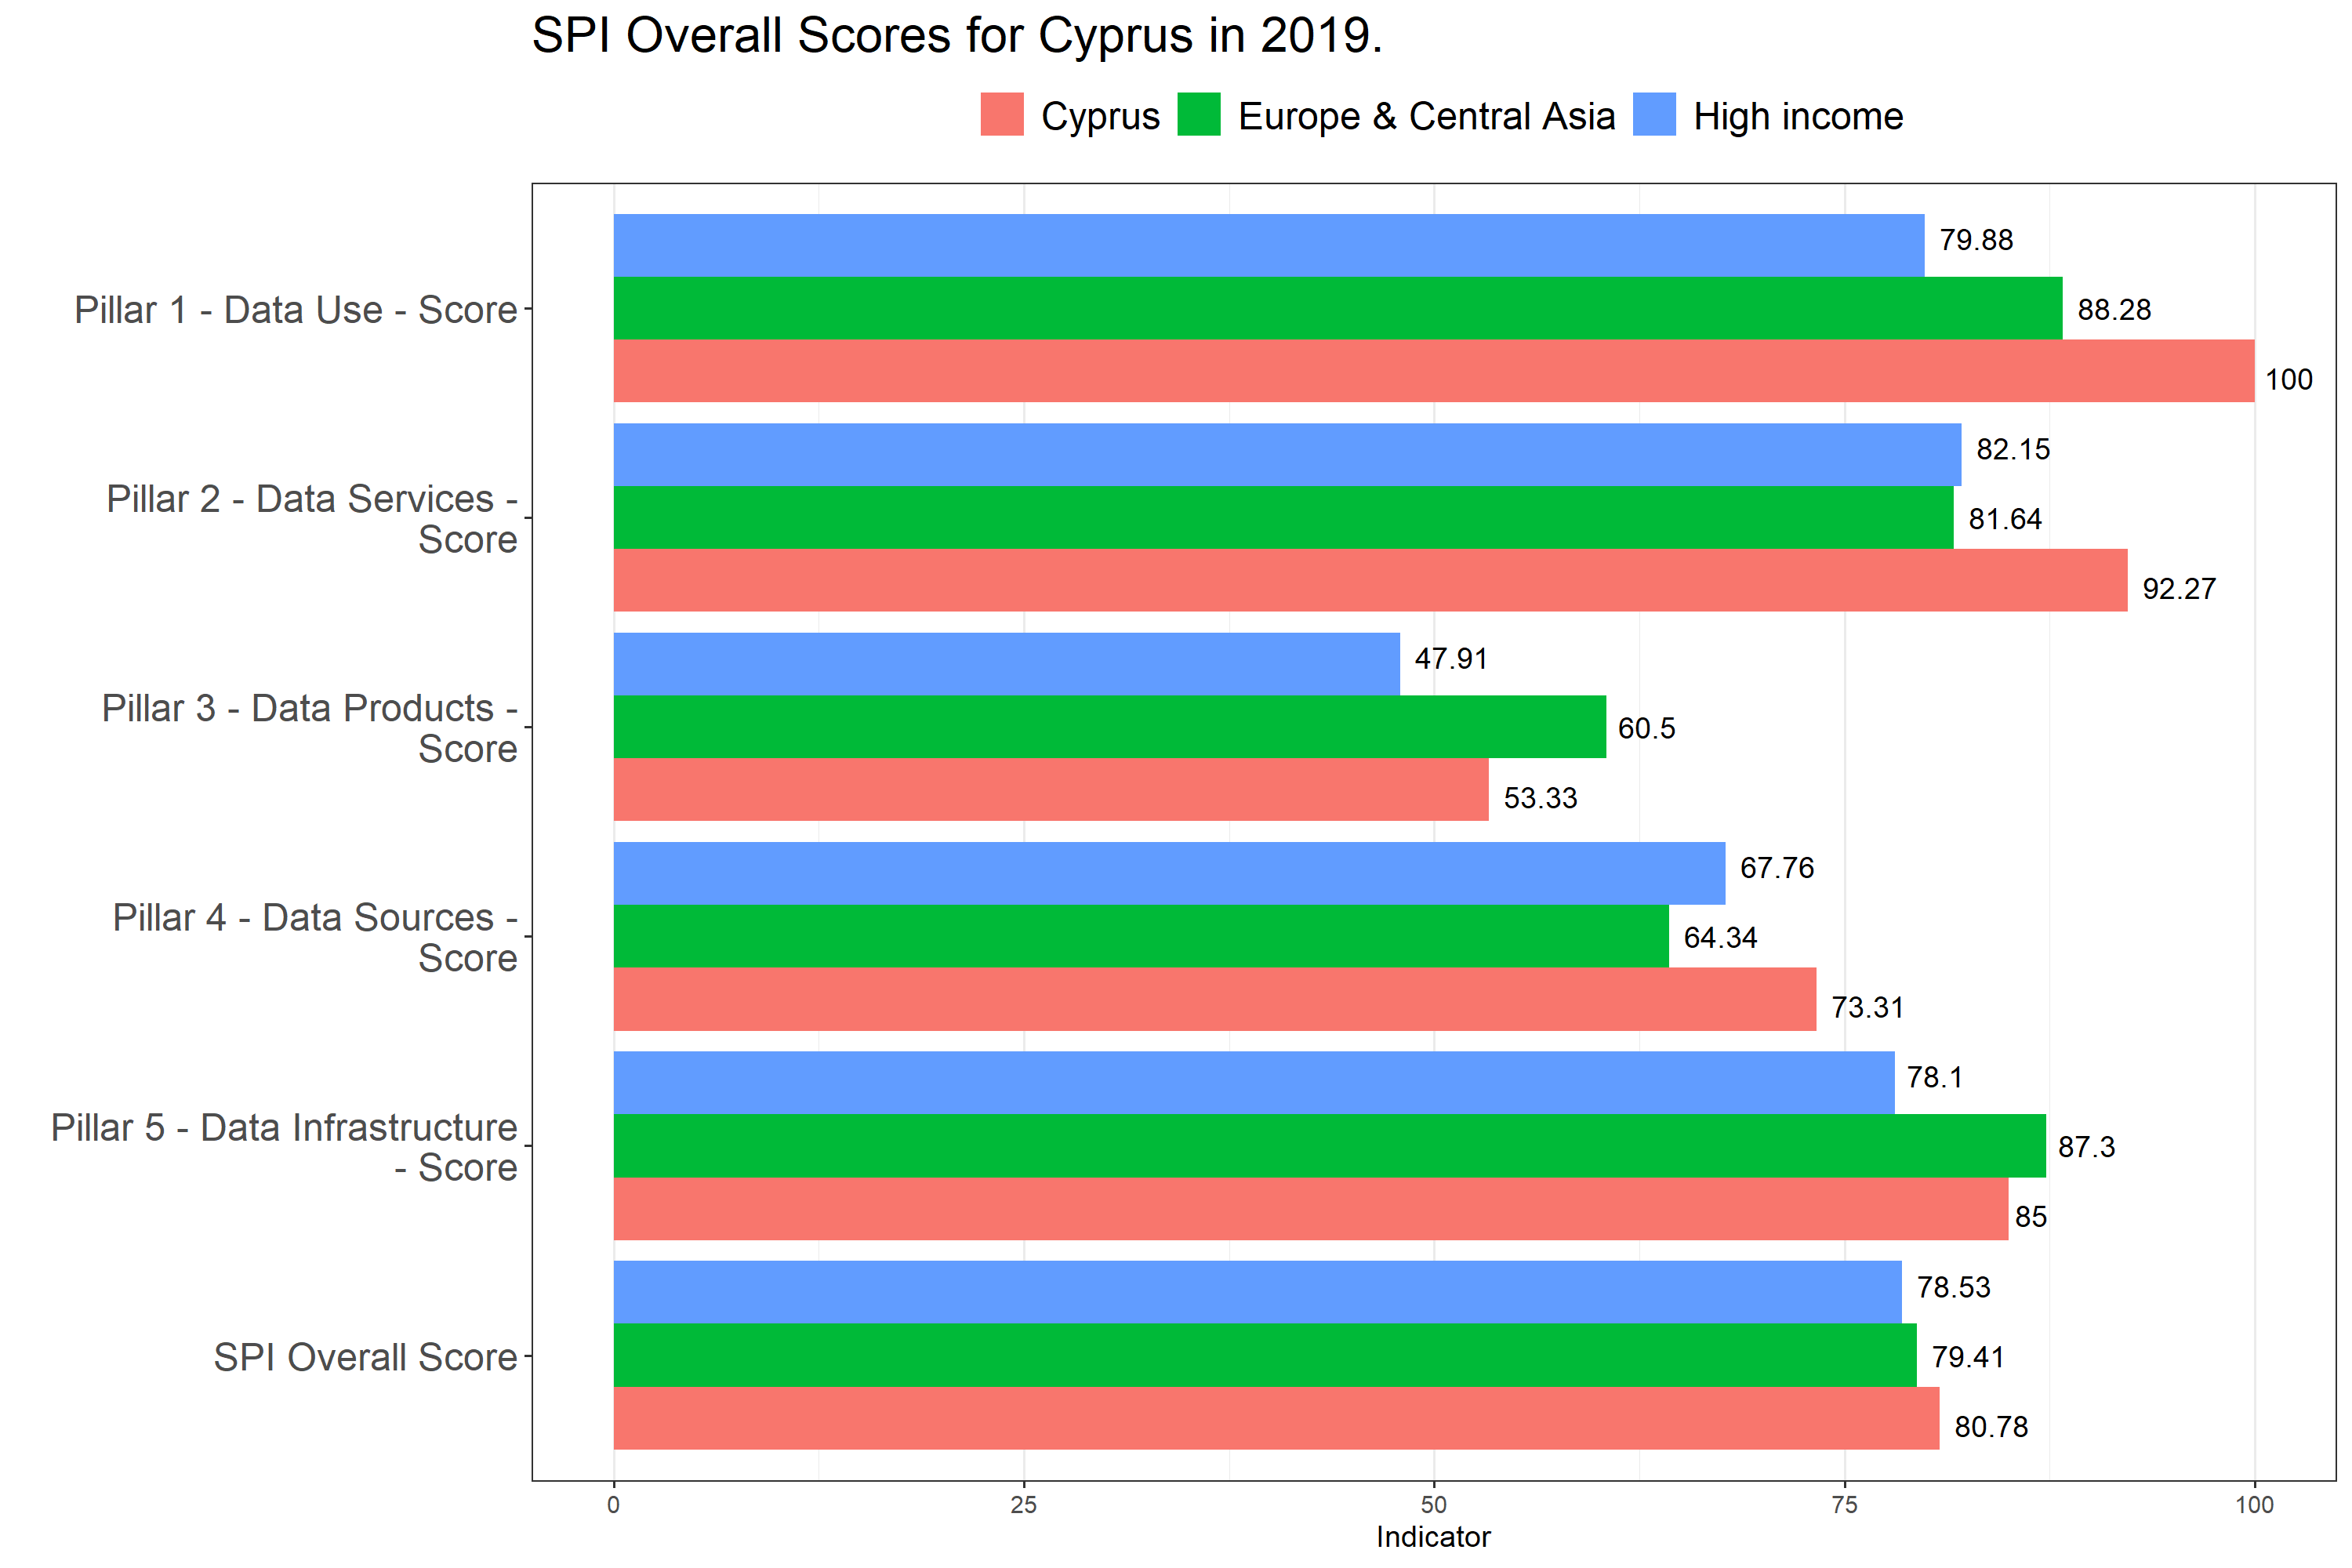 SPI Overall Scores for Cyprus in 2019.
Cyprus Europe & Central Asia High income
Pillar 1 - Data Use - Score
79.88
88.28
100
Pillar 2 - Data Services -
Score
82.15
81.64
92.27
Pillar 3 - Data Products -
Score
47.91
60.5
53.33
Pillar 4 - Data Sources -
Score
67.76
64.34
73.31
Pillar 5 - Data Infrastructure
- Score
78.1
87.3
85
SPI Overall Score
78.53
79.41
80.78
0 25 50 75 100
Indicator